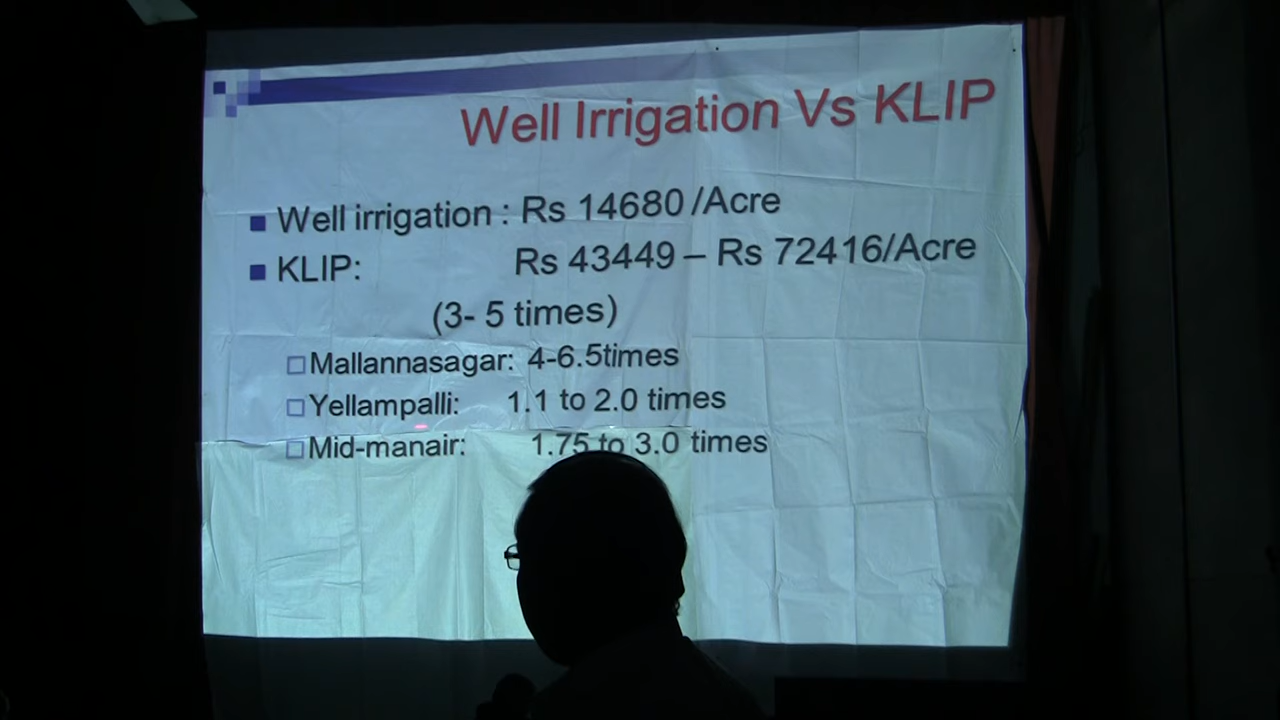 Well Irrigation Vs KLIP
Well irrigation : Rs 14680 /Acre
KLIP: Rs 43449 – Rs 72416/Acre
(3- 5 times)
Mallannasagar: 4-6.5times
Yellampalli: 1.1 to 2.0 times
Mid-manair: 1.75 to 3.0 times